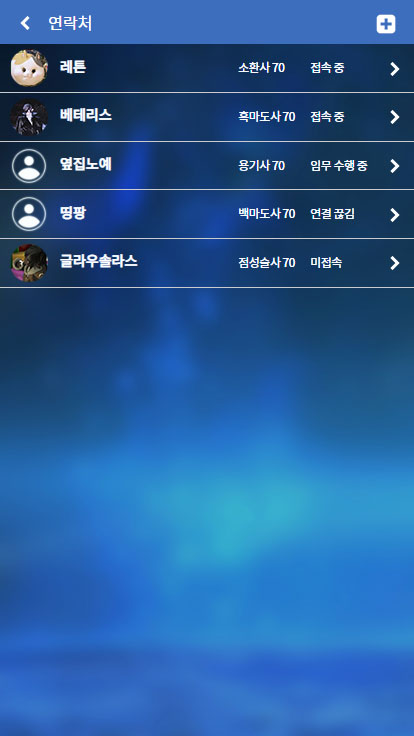 연락처
레튼 소환사 70 접속 중
베테리스 흑마도사 70 접속 중
옆집노예 용기사 70 임무 수행 중
명팡 백마도사 70 연결 끊김
글라우솔라스 점성술사 70 미접속